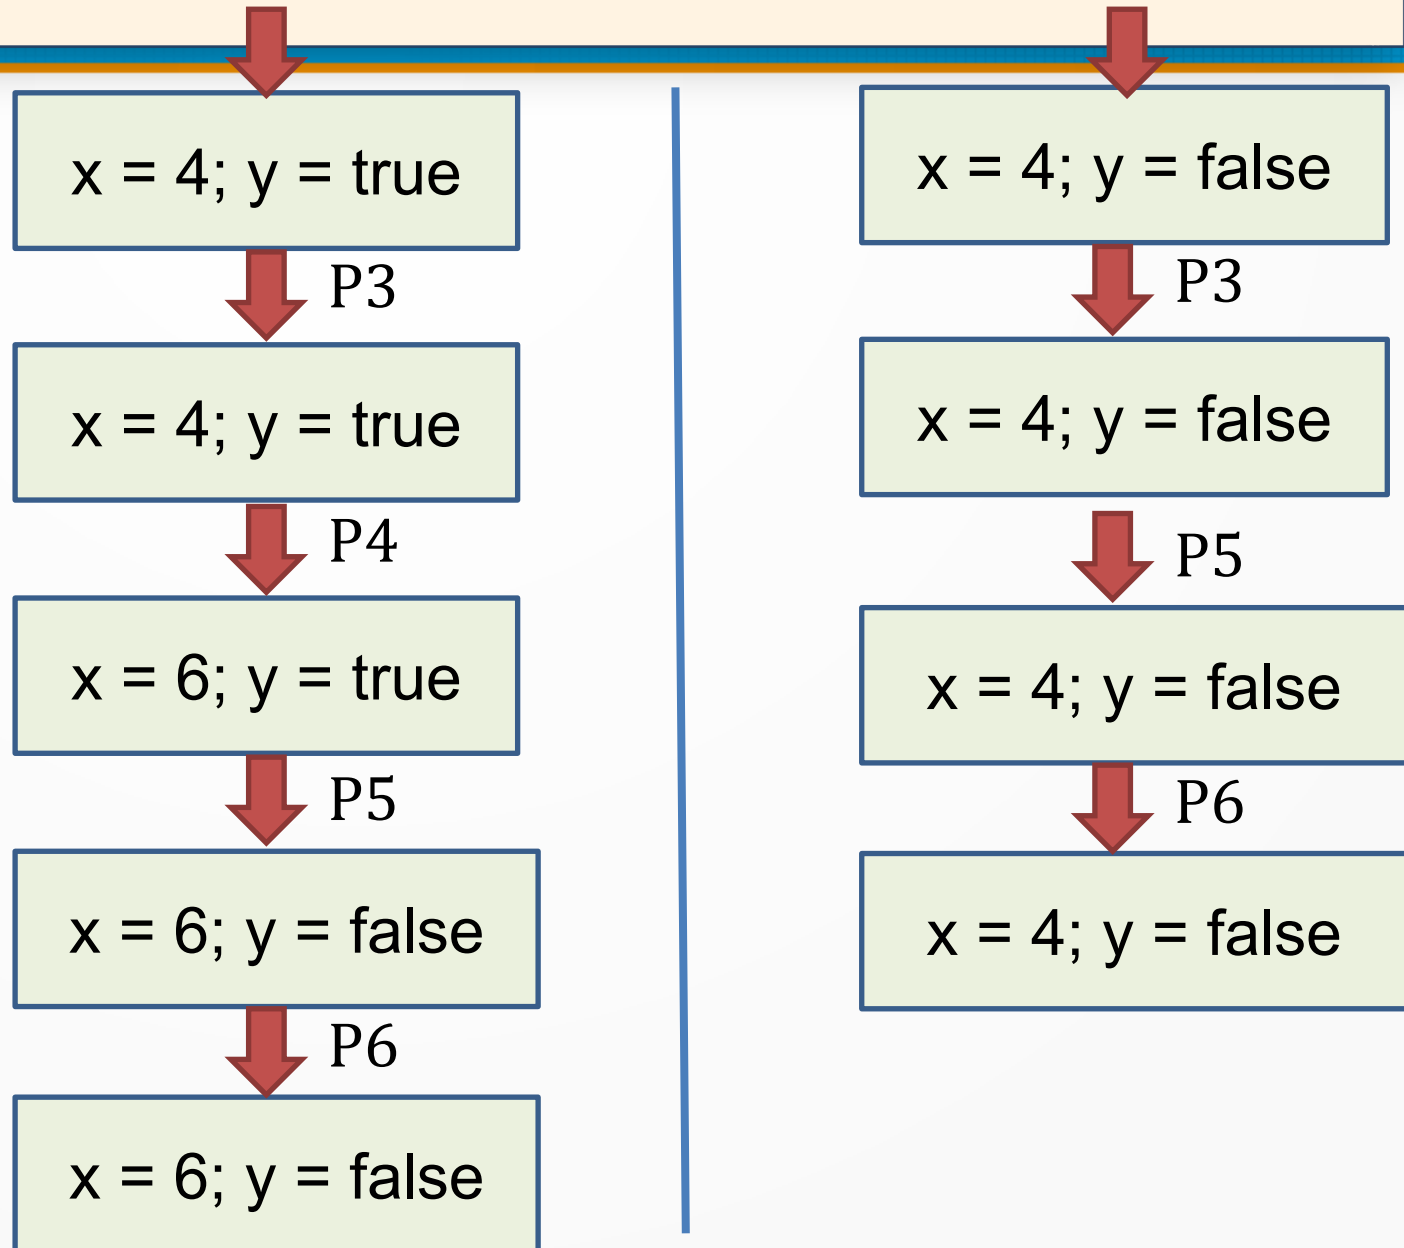 x = 4; y = true
P3
x = 4; y = true
P4
x = 6; y = true
P5
x = 6; y = false
P6
x = 6; y = false
x = 4; y = false
P3
x = 4; y = false
P5
x = 4; y = false
P6
x = 4; y = false